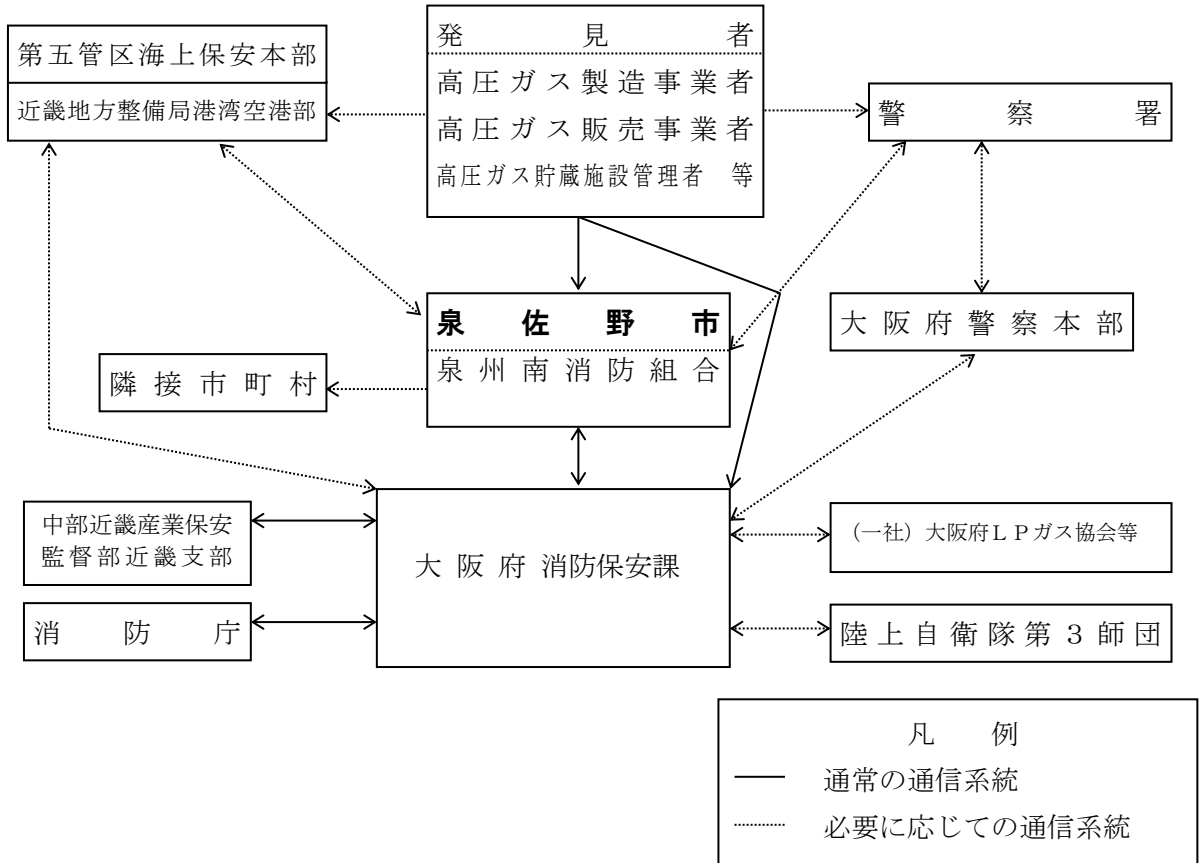 第五管区海上保安本部
近畿地方整備局港湾空港部
発見者
高圧ガス製造事業者
高圧ガス販売事業者
高圧ガス貯蔵施設管理者 等
警察署
泉佐野市
泉州南消防組合
大阪府警察本部
隣接市町村
中部近畿産業保安
監督部近畿支部
大阪府 消防保安課
(一社)大阪府LPガス協会等
消防庁
陸上自衛隊第3師団
凡例
通常の通信系統
必要に応じての通信系統